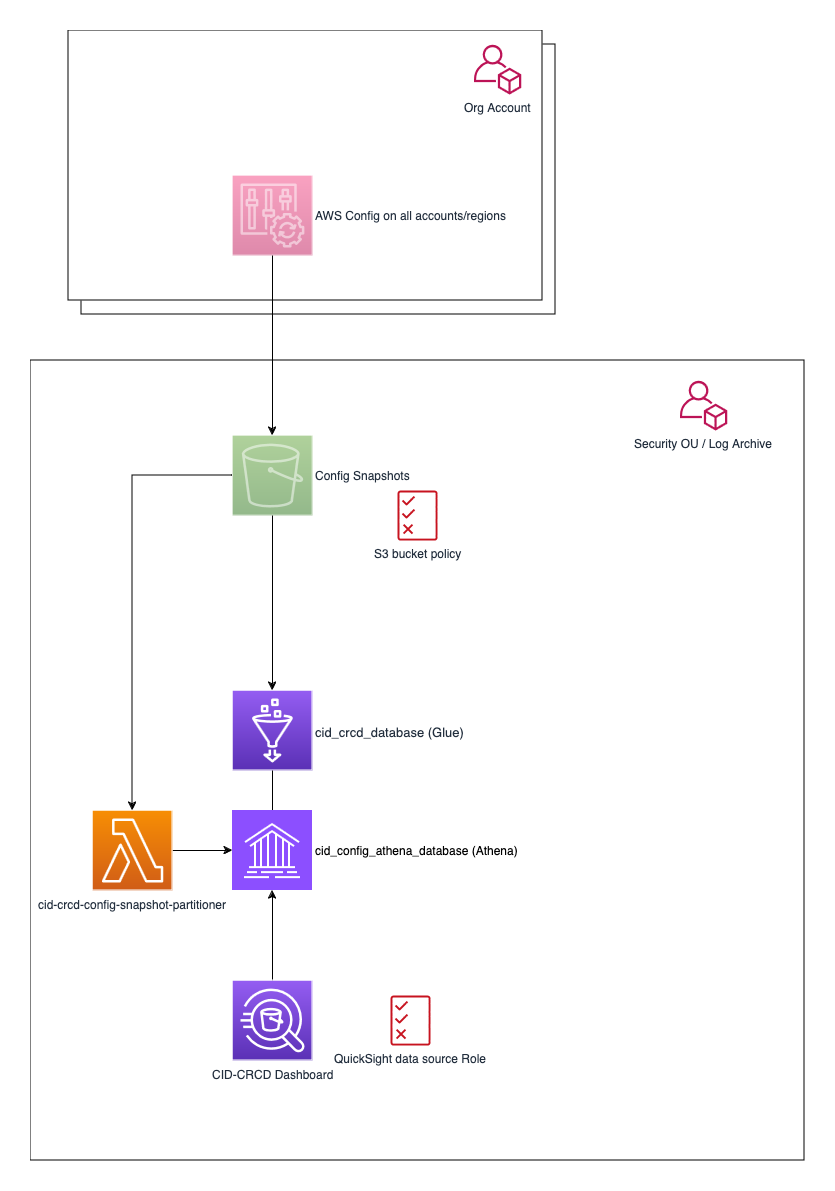 Org Account
AWS Config on all accounts/regions
Security OU / Log Archive
Config Snapshots
S3 bucket policy
cid_crcd_database (Glue)
cid_config_athena_database (Athena)
cid-crcd-config-snapshot-partitioner
QuickSight data source Role
CID-CRCD Dashboard